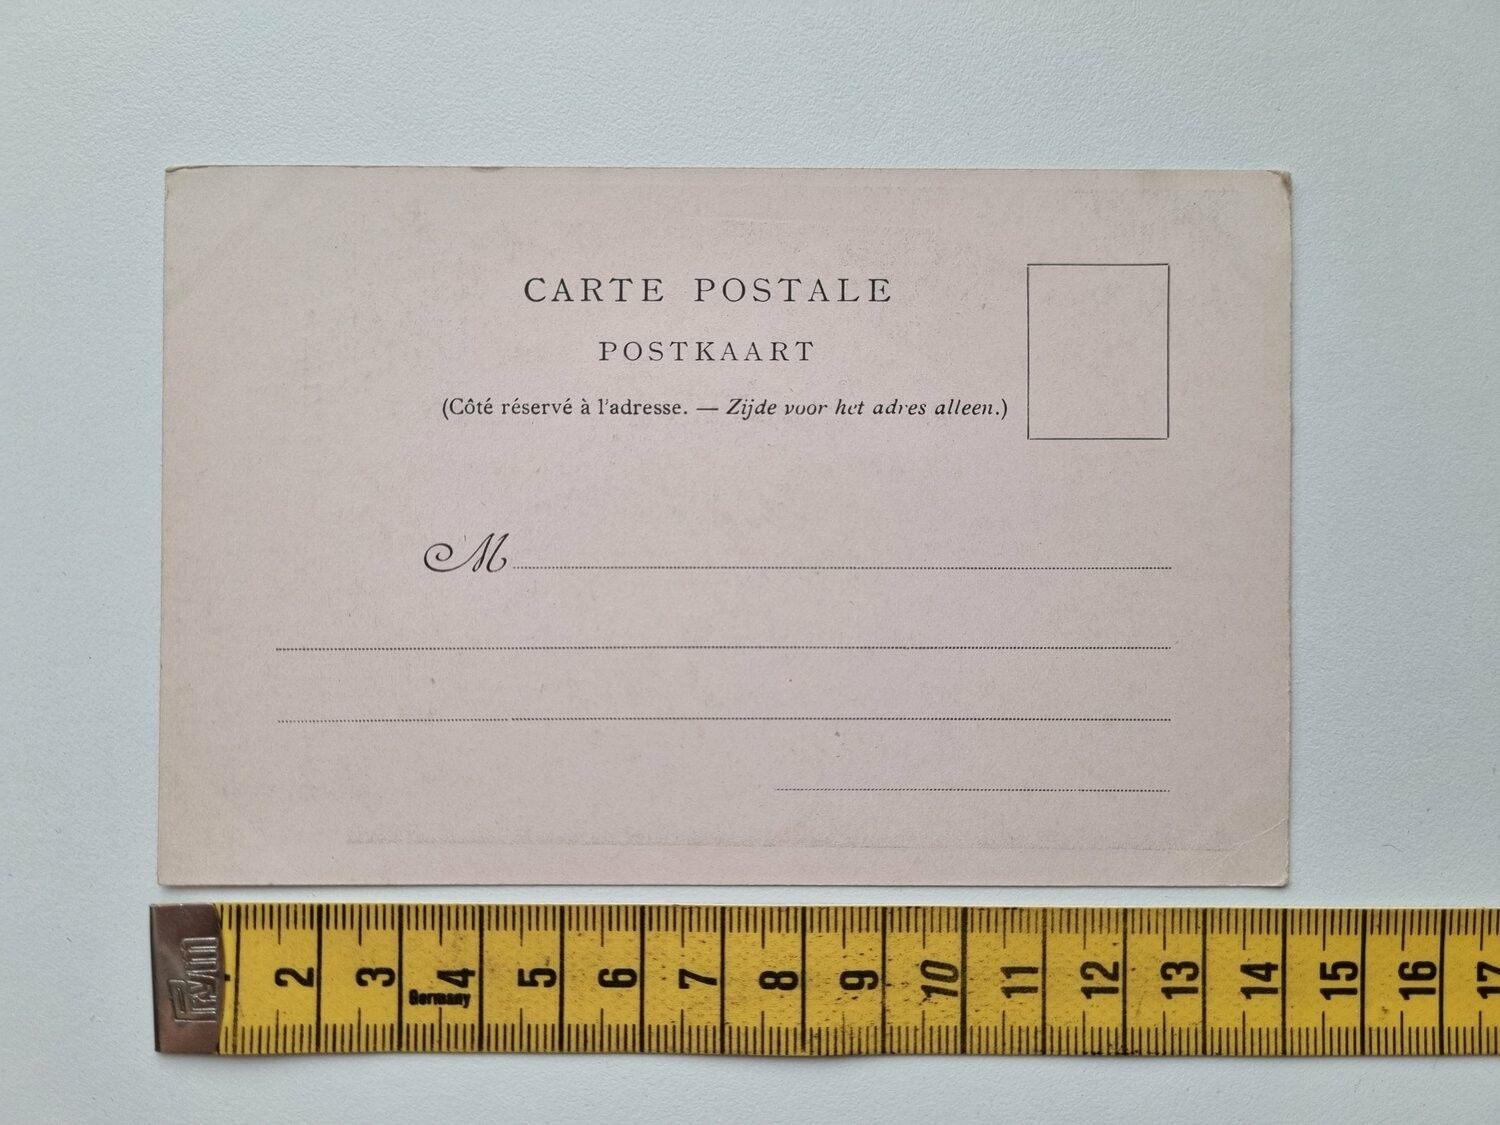 CARTE POSTALE
POSTKAART
(Côté réservé à l'adresse. — Zijde voor het adres alleen.)
M
2 3 4 5 6 7 8 9 10 11 12 13 14 15 16 17
Germany